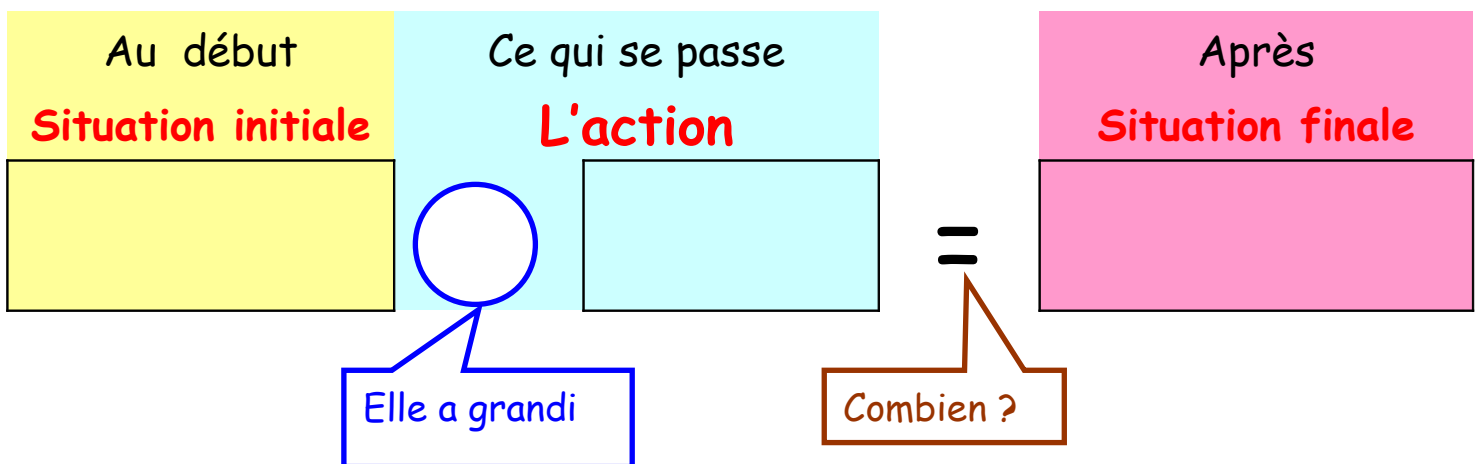 Au début
Situation initiale
Ce qui se passe
L'action
=
Après
Situation finale
Elle a grandi
Combien ?